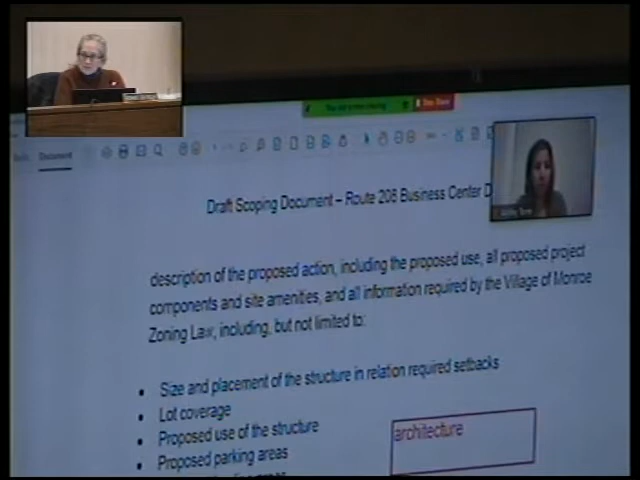 Document
Draft Scoping Document – Route 208 Business Center D
description of the proposed action, including the proposed use, all proposed project
components and site amenities, and all information required by the Village of Monroe
Zoning Law, including, but not limited to:
• Size and placement of the structure in relation required setbacks
• Lot coverage
• Proposed use of the structure
architecture
• Proposed parking areas